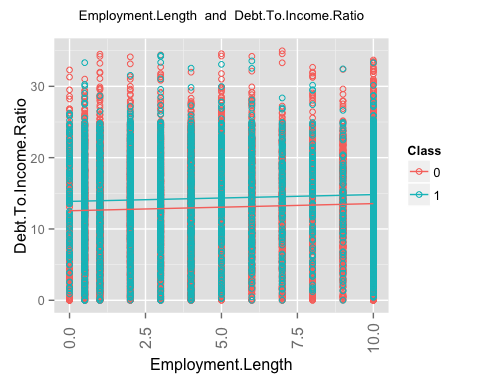 Employment.Length and Debt.To.Income.Ratio
Debt.To.Income.Ratio
30
20
10
0
0.0
2.5
5.0
7.5
10.0
Employment.Length
Class
0
1